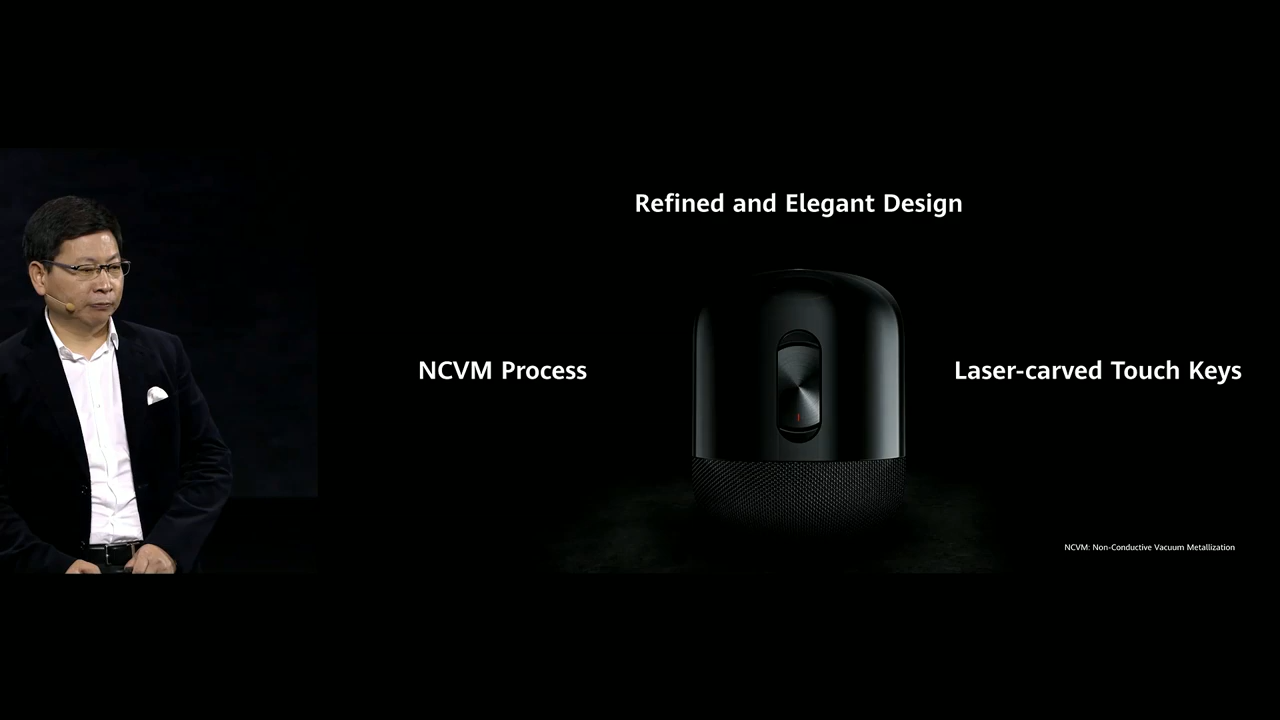 Refined and Elegant Design
NCVM Process
Laser-carved Touch Keys
NCVM: Non-Conductive Vacuum Metallization